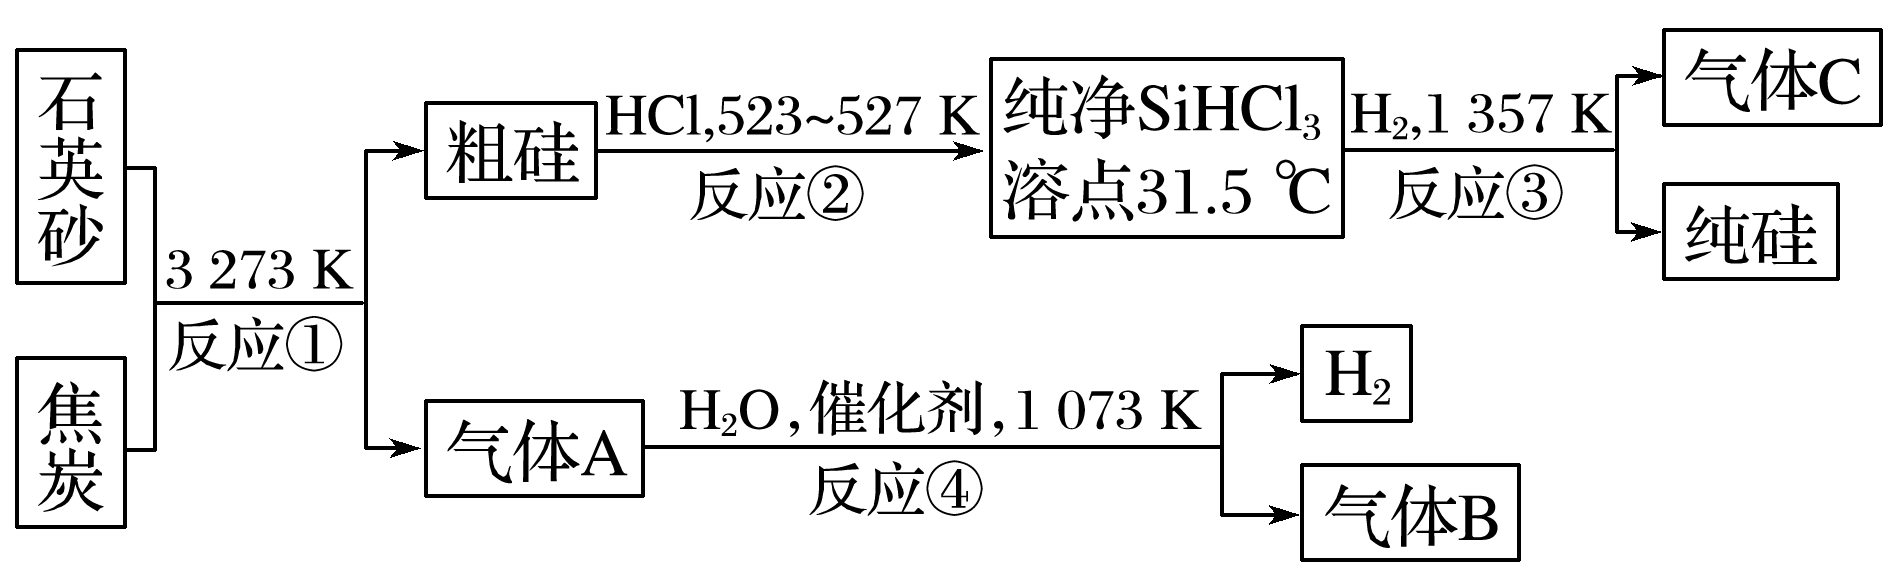 石英砂
焦炭
3 273 K
反应①
粗硅
气体A
HCl,523~527 K
反应②
纯净SiHCl₃
溶点31.5 ℃
H₂,1 357 K
反应③
气体C
纯硅
H₂O,催化剂,1 073 K
反应④
H₂
气体B